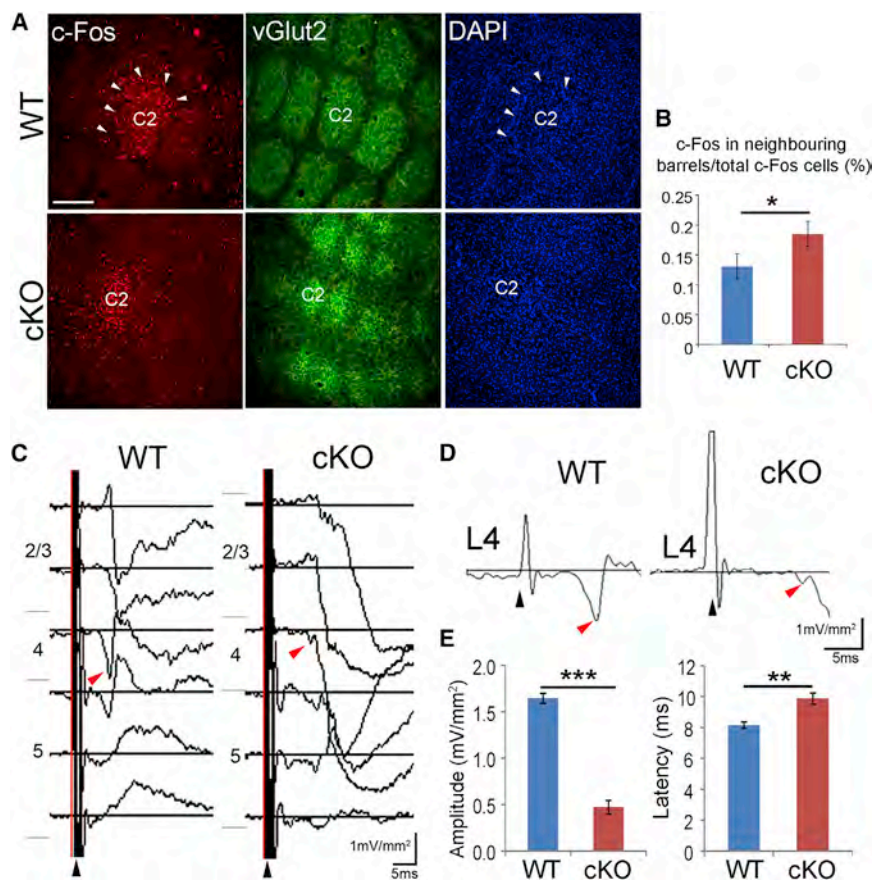 A
c-Fos
vGlut2
DAPI
WT
C2
C2
C2
cKO
C2
C2
C2
B
c-Fos in neighbouring
barrels/total c-Fos cells (%)
0.25
0.2
0.15
0.15
0.05
0
*
WT
cKO
C
WT
cKO
2/3
4
5
2/3
4
5
1mV/mm²
5ms
D
WT
cKO
L4
L4
1mV/mm²
5ms
E
Amplitude (mV/mm²)
2.0
1.5
1.0
0.5
0.0
***
WT
cKO
Latency (ms)
12
10
8
6
4
2
0
**
WT
cKO